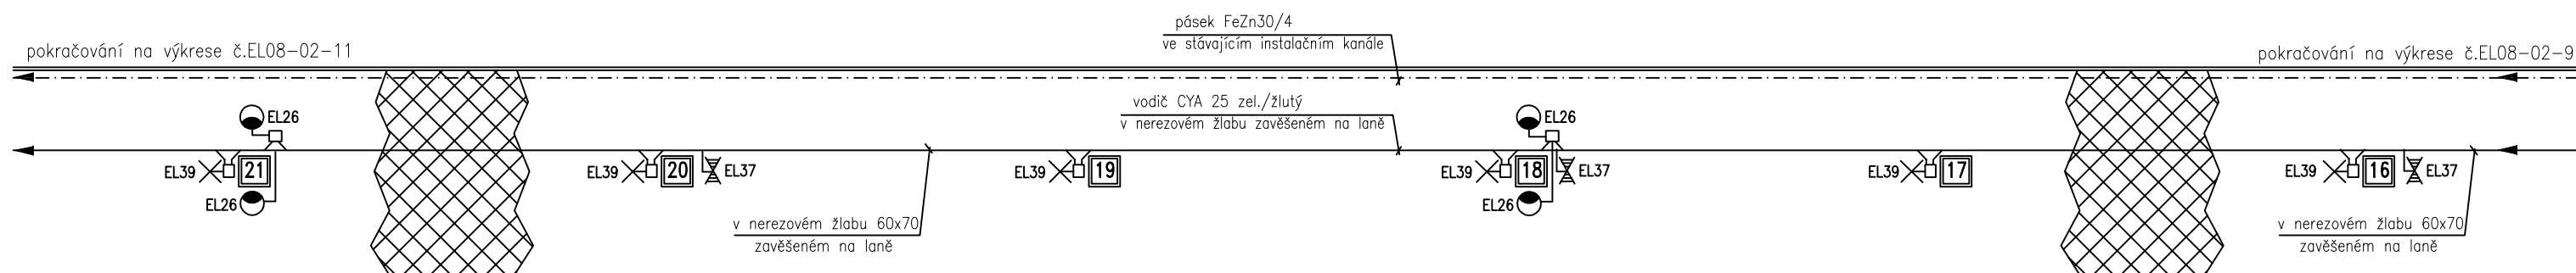 pásek FeZn30/4
ve stávajícím instalačním kanále
pokračování na výkrese č.EL08-02-11
pokračování na výkrese č.EL08-02-9
vodič CYA 25 zel./žlutý
v nerezovém žlabu zavěšeném na laně
EL26
EL26
EL39
21
EL39
20
EL37
EL39
19
EL39
18
EL37
EL39
17
EL39
16
EL37
EL26
EL26
v nerezovém žlabu 60x70
zavěšeném na laně
v nerezovém žlabu 60x70
zavěšeném na laně